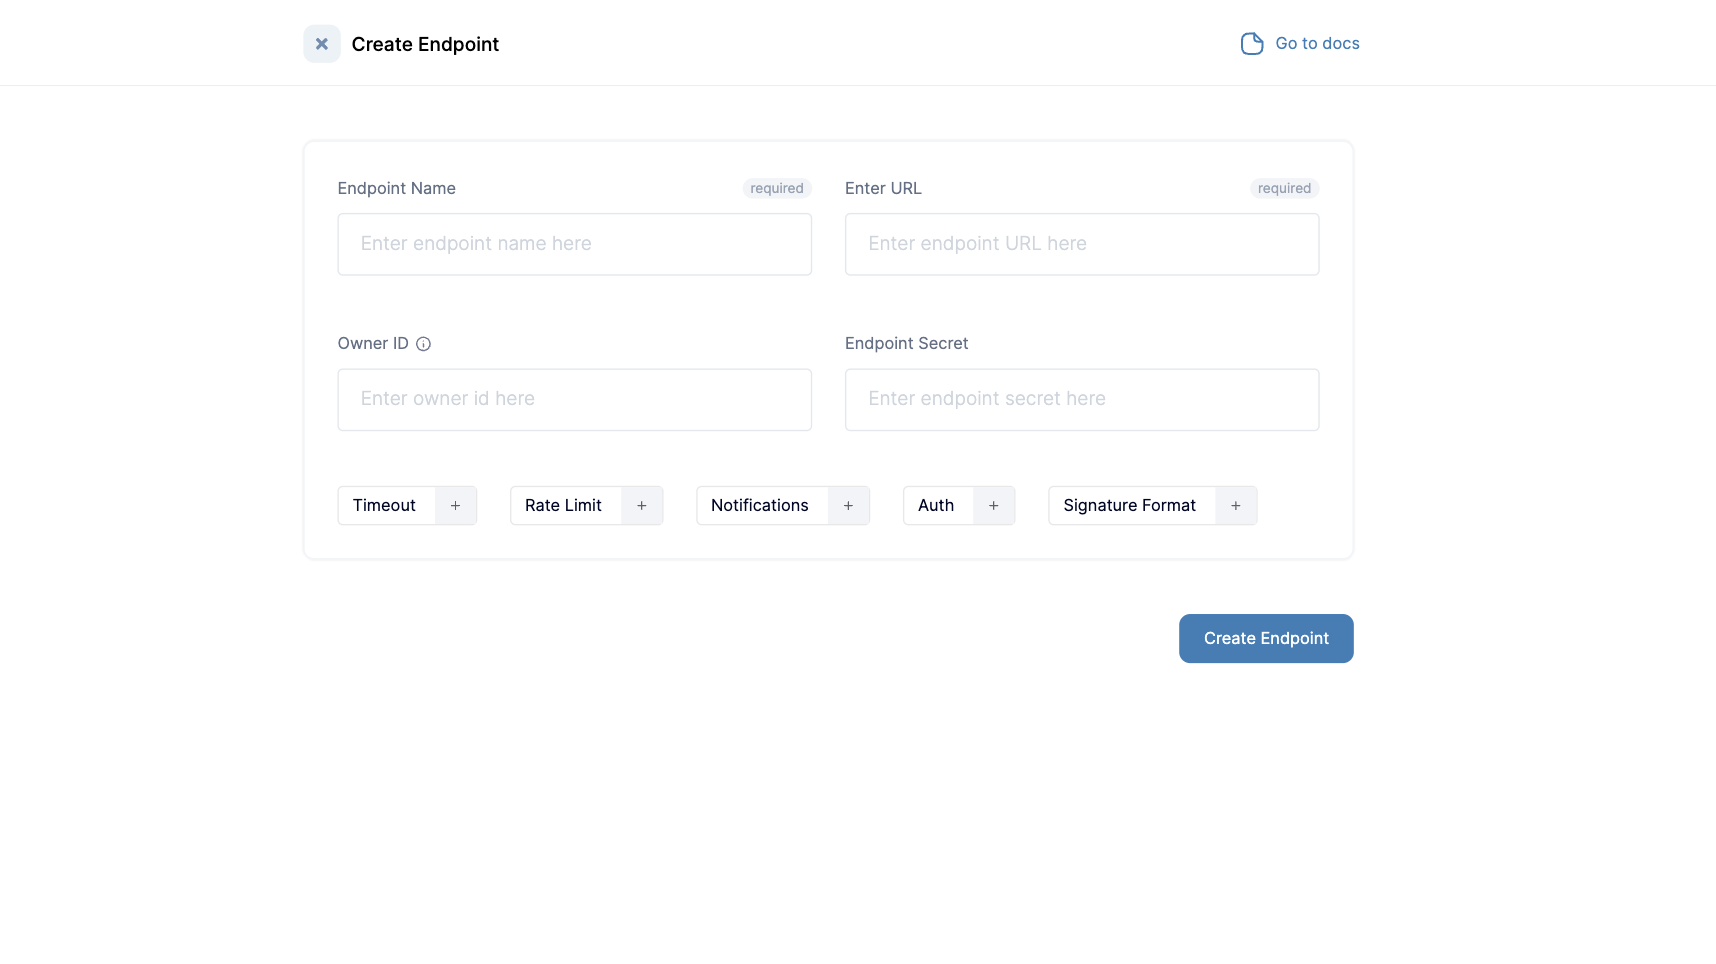 Create Endpoint
Go to docs
Endpoint Name required
Enter URL required
Enter endpoint name here
Enter endpoint URL here
Owner ID
Endpoint Secret
Enter owner id here
Enter endpoint secret here
Timeout + Rate Limit + Notifications + Auth + Signature Format +
Create Endpoint